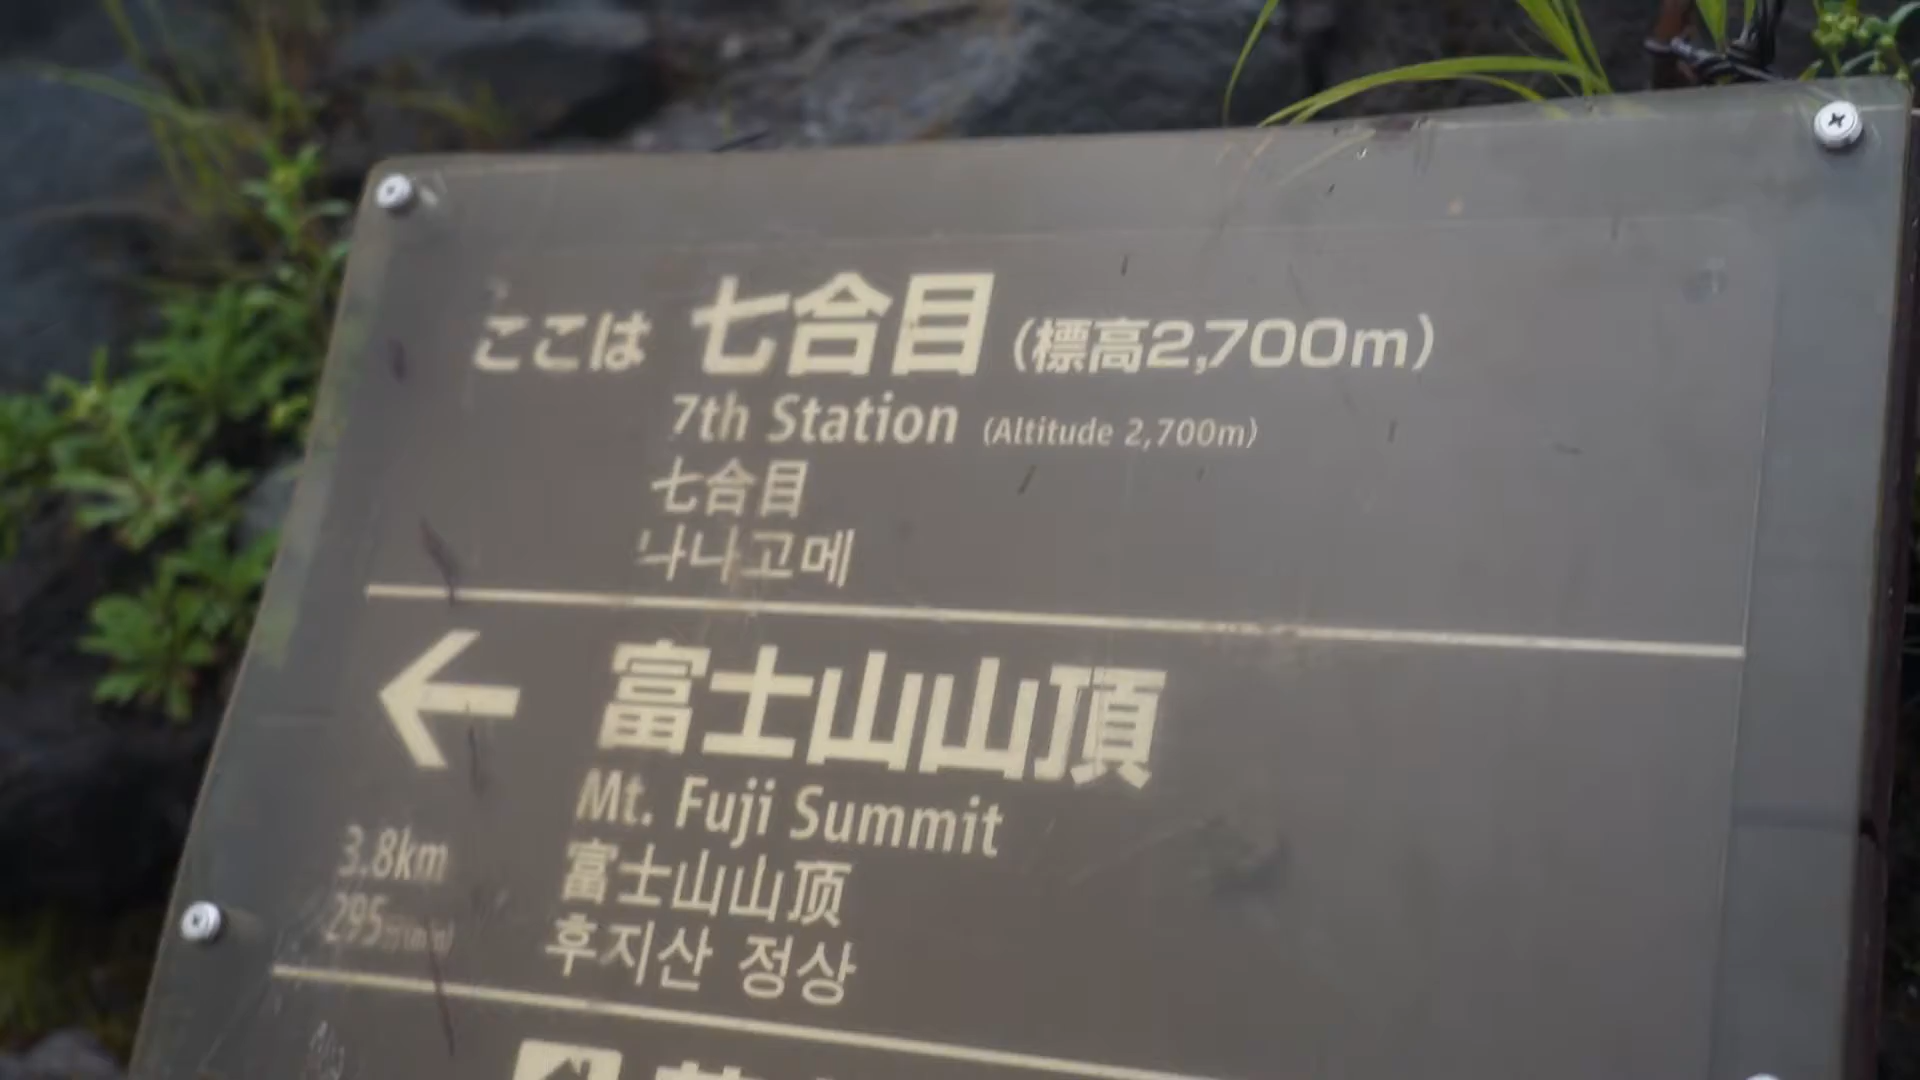 ここは 七合目 (標高2,700m)
7th Station (Altitude 2,700m)
七合目
나나고메
← 富士山山頂
Mt. Fuji Summit
3.8km
富士山山顶
295分(min)
후지산 정상